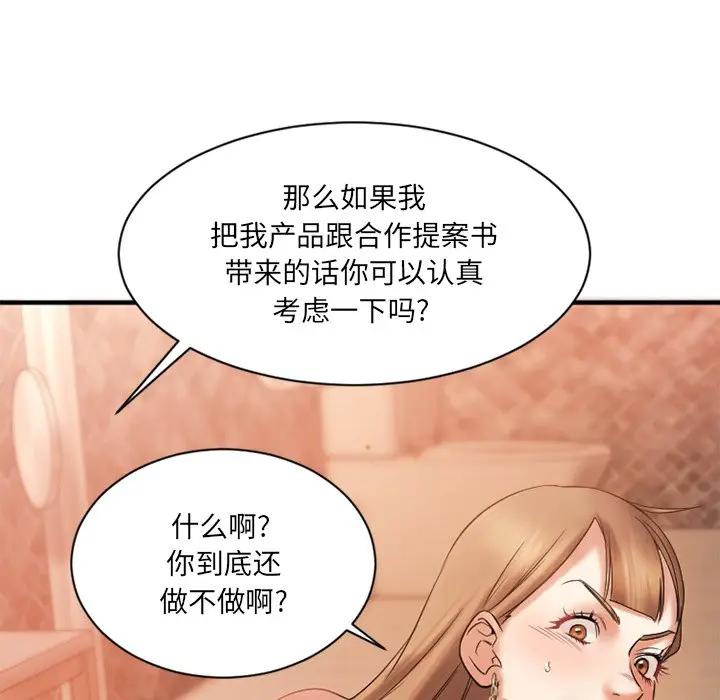 那么如果我
把我产品跟合作提案书
带来的话你可以认真
考虑一下吗?
什么啊?
你到底还
做不做啊?